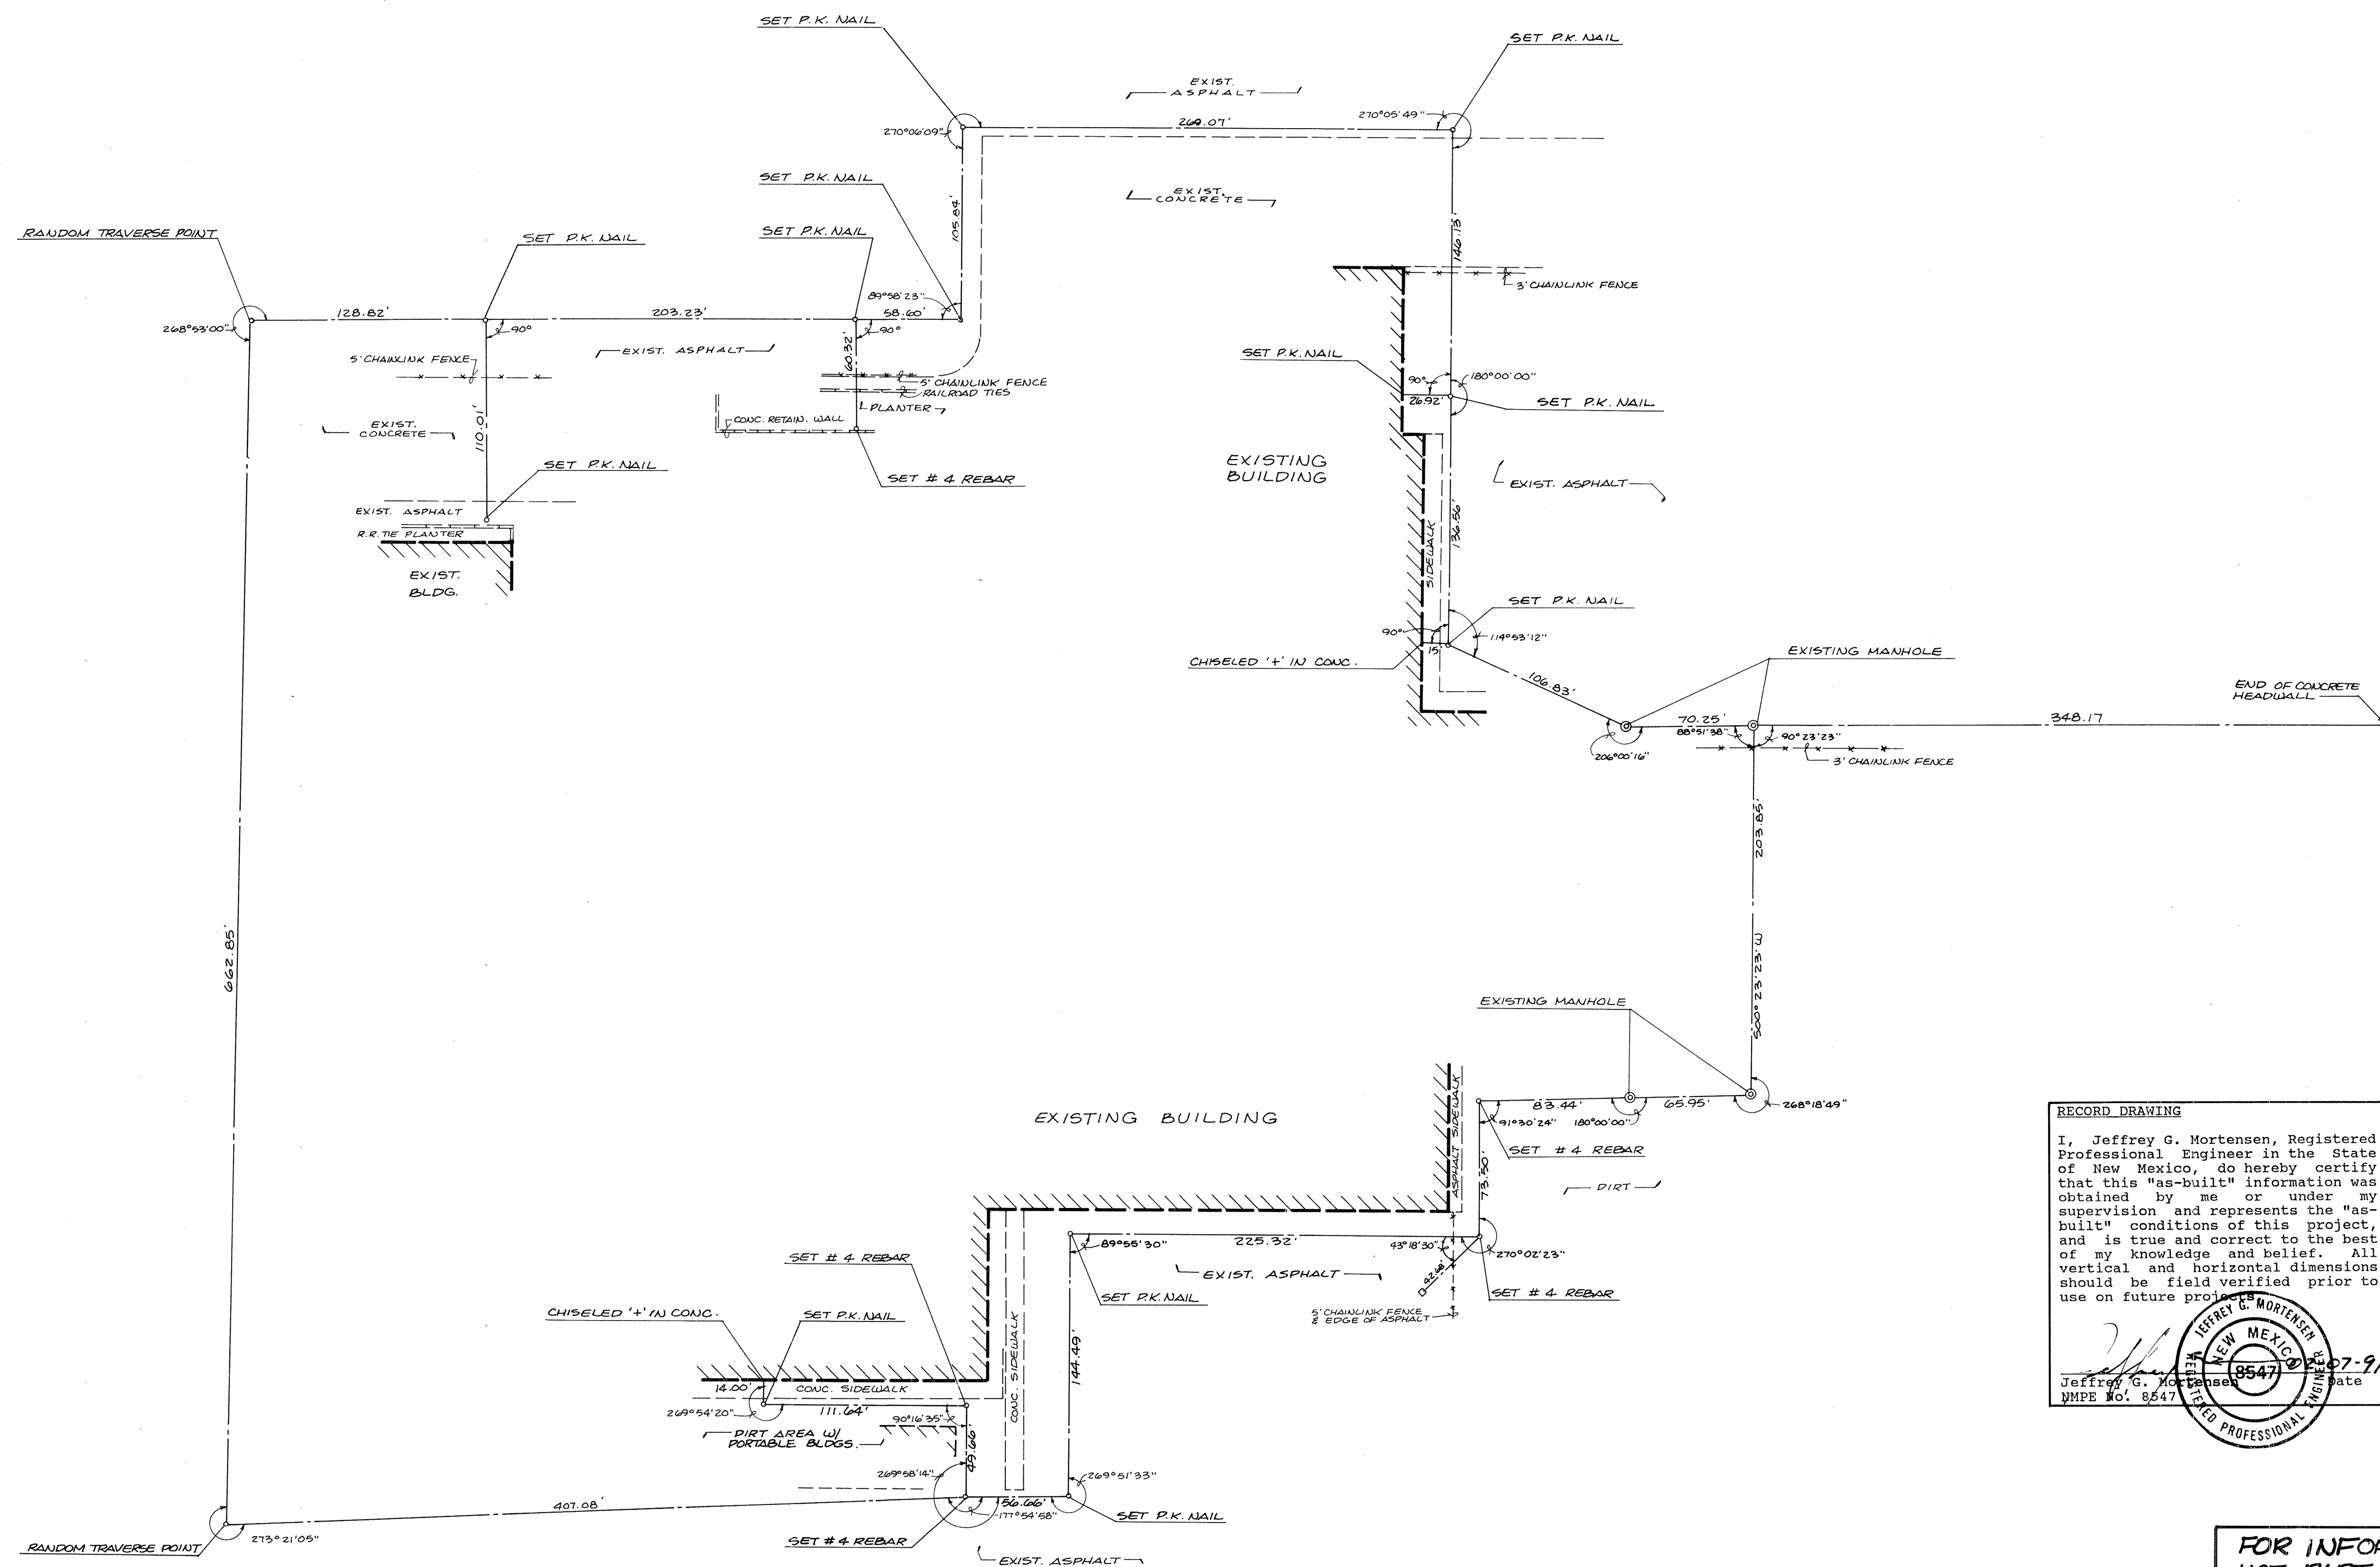 SET P.K. NAIL
SET P.K. NAIL
EXIST.
ASPHALT
270°06'09"
269.07'
270°05'49"
SET P.K. NAIL
EXIST.
CONCRETE
105.84'
146.13'
RANDOM TRAVERSE POINT
SET P.K. NAIL
SET P.K. NAIL
3' CHAINLINK FENCE
268°53'00"
128.82'
203.23'
89°58'23"
58.60'
90°
90°
5' CHAINLINK FENCE
EXIST. ASPHALT
60.32'
SET P.K. NAIL
90°
180°00'00"
26.92'
SET P.K. NAIL
5' CHAINLINK FENCE
RAILROAD TIES
PLANTER
CONC. RETAIN. WALL
EXIST.
CONCRETE
110.01'
SET P.K. NAIL
SET # 4 REBAR
EXISTING
BUILDING
EXIST. ASPHALT
EXIST. ASPHALT
R.R. TIE PLANTER
EXIST.
BLDG.
SIDEWALK
136.56'
SET P.K. NAIL
90°
114°53'12"
15'
CHISELED '+' IN CONC.
EXISTING MANHOLE
106.83'
END OF CONCRETE
HEADWALL
70.25'
348.17
88°51'38"
90°23'23"
206°00'16"
3' CHAINLINK FENCE
203.85'
S00°23'23"W
662.85'
EXISTING MANHOLE
EXISTING BUILDING
ASPHALT SIDEWALK
83.44'
65.95'
268°18'49"
91°30'24"
180°00'00"
SET # 4 REBAR
73.50'
DIRT
89°55'30"
225.32'
43°18'30"
270°02'23"
EXIST. ASPHALT
42.68'
SET P.K. NAIL
SET # 4 REBAR
5' CHAINLINK FENCE
& EDGE OF ASPHALT
SET # 4 REBAR
CHISELED '+' IN CONC.
SET P.K. NAIL
CONC. SIDEWALK
144.49'
14.00'
CONC. SIDEWALK
269°54'20"
111.64'
90°16'35"
DIRT AREA W/
PORTABLE BLDGS.
49.66'
269°58'14"
269°51'33"
407.08'
56.66'
177°54'58"
SET P.K. NAIL
273°21'05"
RANDOM TRAVERSE POINT
SET # 4 REBAR
EXIST. ASPHALT
RECORD DRAWING
I, Jeffrey G. Mortensen, Registered
Professional Engineer in the State
of New Mexico, do hereby certify
that this "as-built" information was
obtained by me or under my
supervision and represents the "as-
built" conditions of this project,
and is true and correct to the best
of my knowledge and belief. All
vertical and horizontal dimensions
should be field verified prior to
use on future projects.
JEFFREY G. MORTENSEN
NEW MEXICO
8547
REGISTERED PROFESSIONAL ENGINEER
02-07-9
Jeffrey G. Mortensen Date
NMPE No. 8547
FOR INFO